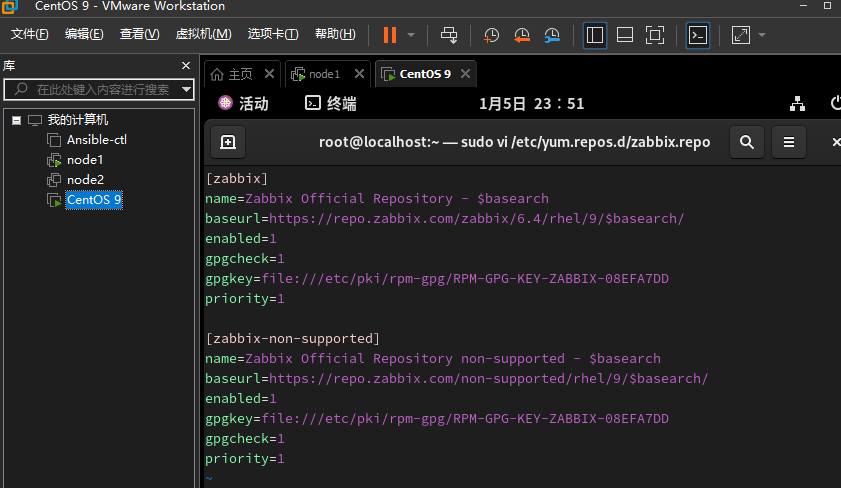 CentOS 9 - VMware Workstation
文件(F) 编辑(E) 查看(V) 虚拟机(M) 选项卡(T) 帮助(H)
库
在此处键入内容进行搜索
我的计算机
Ansible-ctl
node1
node2
CentOS 9
主页 node1 CentOS 9
活动 终端 1月5日 23：51
root@localhost:~ — sudo vi /etc/yum.repos.d/zabbix.repo
[zabbix]
name=Zabbix Official Repository - $basearch
baseurl=https://repo.zabbix.com/zabbix/6.4/rhel/9/$basearch/
enabled=1
gpgcheck=1
gpgkey=file:///etc/pki/rpm-gpg/RPM-GPG-KEY-ZABBIX-08EFA7DD
priority=1
[zabbix-non-supported]
name=Zabbix Official Repository non-supported - $basearch
baseurl=https://repo.zabbix.com/non-supported/rhel/9/$basearch/
enabled=1
gpgkey=file:///etc/pki/rpm-gpg/RPM-GPG-KEY-ZABBIX-08EFA7DD
gpgcheck=1
priority=1
~